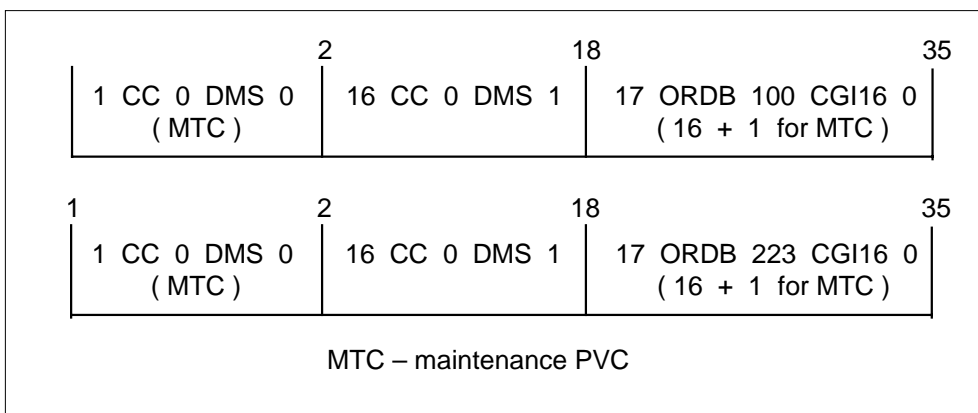 2 18 35
1 CC 0 DMS 0 16 CC 0 DMS 1 17 ORDB 100 CGI16 0
( MTC ) ( 16 + 1 for MTC )
1 2 18 35
1 CC 0 DMS 0 16 CC 0 DMS 1 17 ORDB 223 CGI16 0
( MTC ) ( 16 + 1 for MTC )
MTC – maintenance PVC